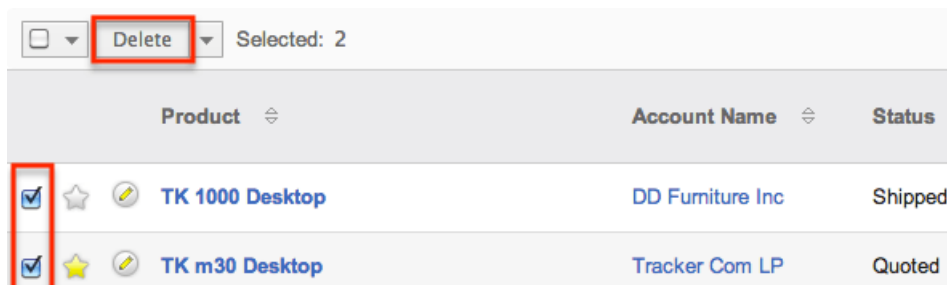 Delete Selected: 2
Product Account Name Status
TK 1000 Desktop DD Furniture Inc Shipped
TK m30 Desktop Tracker Com LP Quoted